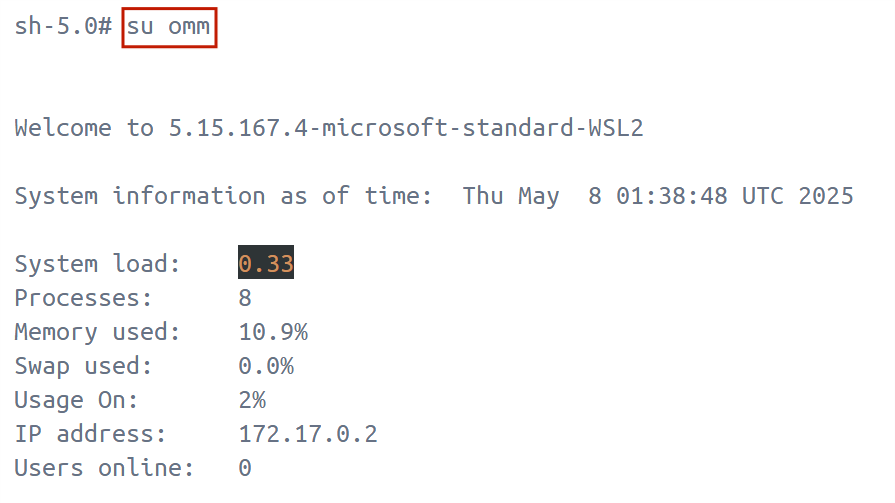 sh-5.0# su omm
Welcome to 5.15.167.4-microsoft-standard-WSL2
System information as of time:  Thu May  8 01:38:48 UTC 2025
System load:    0.33
Processes:      8
Memory used:    10.9%
Swap used:      0.0%
Usage On:       2%
IP address:     172.17.0.2
Users online:   0